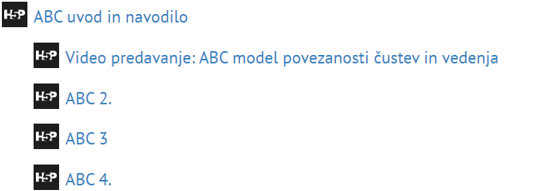 H5P ABC uvod in navodilo
H5P Video predavanje: ABC model povezanosti čustev in vedenja
H5P ABC 2.
H5P ABC 3
H5P ABC 4.